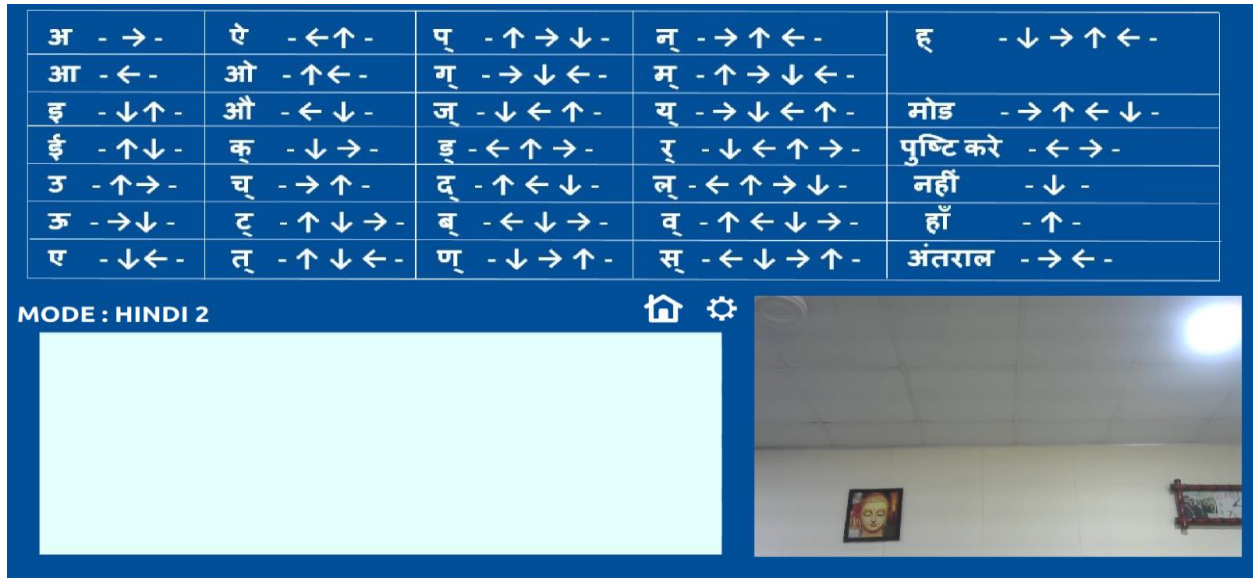 अ - → - ऐ - ←↑ - प् - ↑ → ↓ - न् - → ↑ ← - ह् - ↓ → ↑ ← -
आ - ← - ओ - ↑← - ग् - → ↓ ← - म् - ↑ → ↓ ← -
इ - ↓↑ - औ - ← ↓ - ज् - ↓ ← ↑ - य् - → ↓ ← ↑ - मोड - → ↑ ← ↓ -
ई - ↑↓ - क् - ↓ → - ड् - ← ↑ → - र् - ↓ ← ↑ → - पुष्टि करे - ← → -
उ - ↑→ - च् - → ↑ - द् - ↑ ← ↓ - ल् - ← ↑ → ↓ - नहीं - ↓ -
ऊ - →↓ - ट् - ↑ ↓ → - ब् - ← ↓ → - व् - ↑ ← ↓ → - हाँ - ↑ -
ए - ↓← - त् - ↑ ↓ ← - ण् - ↓ → ↑ - स् - ← ↓ → ↑ - अंतराल - → ← -
MODE : HINDI 2